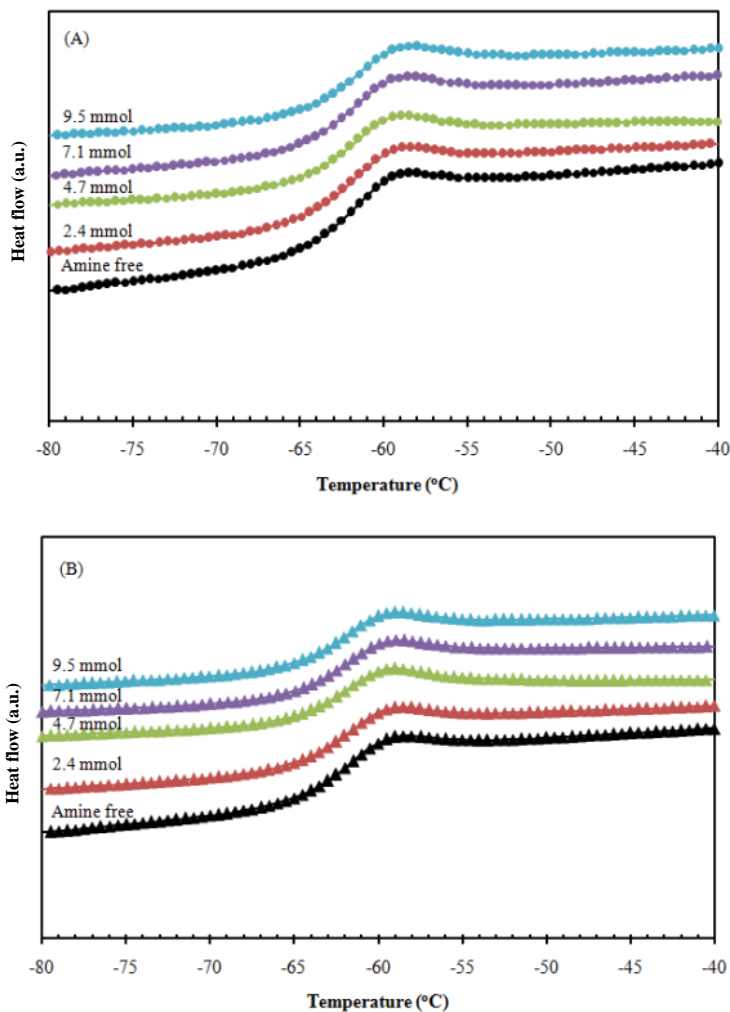 (A)
9.5 mmol
7.1 mmol
4.7 mmol
2.4 mmol
Amine free
Heat flow (a.u.)
-80 -75 -70 -65 -60 -55 -50 -45 -40
Temperature (°C)
(B)
9.5 mmol
7.1 mmol
4.7 mmol
2.4 mmol
Amine free
Heat flow (a.u.)
-80 -75 -70 -65 -60 -55 -50 -45 -40
Temperature (°C)